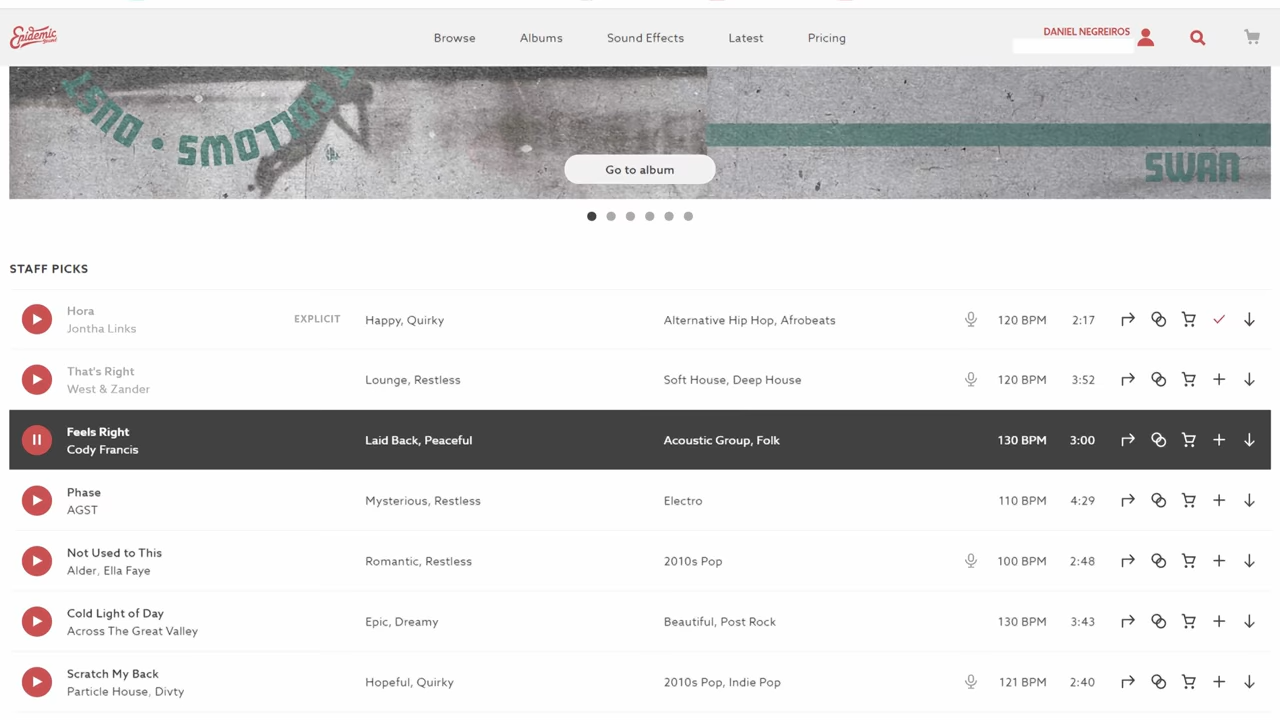 Epidemic Sound
Browse
Albums
Sound Effects
Latest
Pricing
DANIEL NEGREIROS
DUST • FOLLOWS
SWAN
Go to album
STAFF PICKS
Hora
Jontha Links
EXPLICIT
Happy, Quirky
Alternative Hip Hop, Afrobeats
120 BPM
2:17
That's Right
West & Zander
Lounge, Restless
Soft House, Deep House
120 BPM
3:52
Feels Right
Cody Francis
Laid Back, Peaceful
Acoustic Group, Folk
130 BPM
3:00
Phase
AGST
Mysterious, Restless
Electro
110 BPM
4:29
Not Used to This
Alder, Ella Faye
Romantic, Restless
2010s Pop
100 BPM
2:48
Cold Light of Day
Across The Great Valley
Epic, Dreamy
Beautiful, Post Rock
130 BPM
3:43
Scratch My Back
Particle House, Divty
Hopeful, Quirky
2010s Pop, Indie Pop
121 BPM
2:40